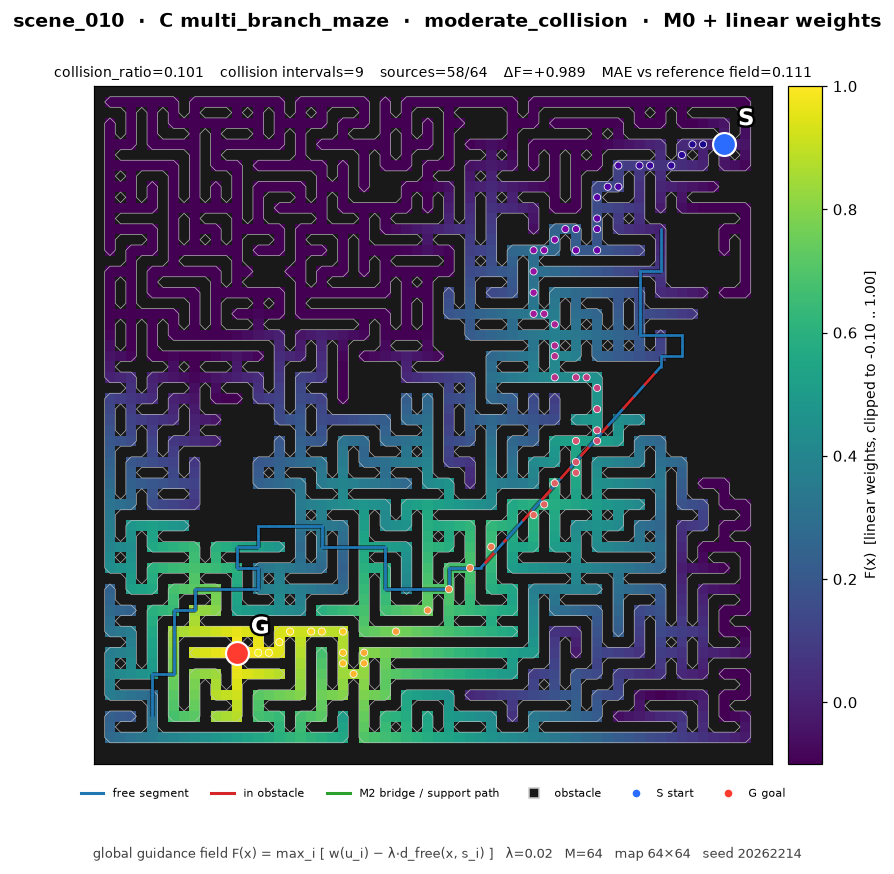 scene_010 · C multi_branch_maze · moderate_collision · M0 + linear weights
collision_ratio=0.101 collision intervals=9 sources=58/64 ΔF=+0.989 MAE vs reference field=0.111
S
G
1.0
0.8
0.6
0.4
0.2
0.0
F(x) [linear weights, clipped to -0.10 .. 1.00]
free segment
in obstacle
M2 bridge / support path
obstacle
S start
G goal
global guidance field F(x) = max_i [ w(u_i) − λ·d_free(x, s_i) ] λ=0.02 M=64 map 64×64 seed 20262214